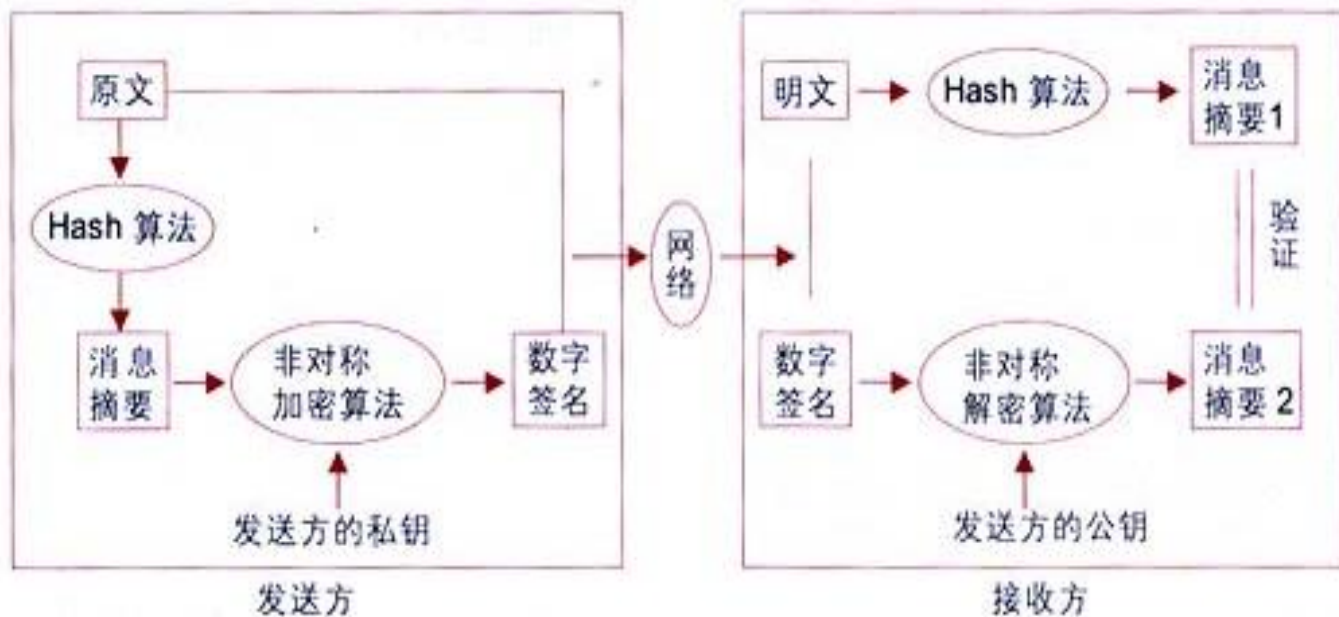 原文
Hash 算法
消息
摘要
非对称
加密算法
数字
签名
发送方的私钥
发送方
网
络
明文
Hash 算法
消息
摘要1
验
证
数字
签名
非对称
解密算法
消息
摘要2
发送方的公钥
接收方